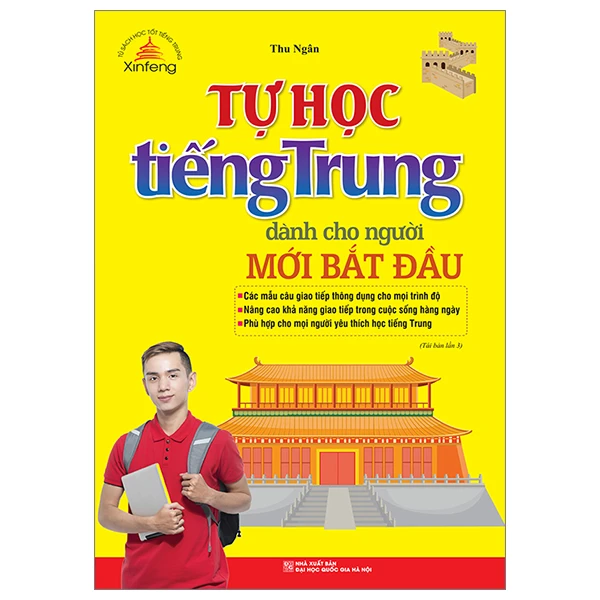 TỦ SÁCH HỌC TỐT TIẾNG TRUNG
Xinfeng
Thu Ngân
TỰ HỌC
tiếng Trung
dành cho người
MỚI BẮT ĐẦU
Các mẫu câu giao tiếp thông dụng cho mọi trình độ
Nâng cao khả năng giao tiếp trong cuộc sống hàng ngày
Phù hợp cho mọi người yêu thích học tiếng Trung
(Tái bản lần 3)
NHÀ XUẤT BẢN
ĐẠI HỌC QUỐC GIA HÀ NỘI